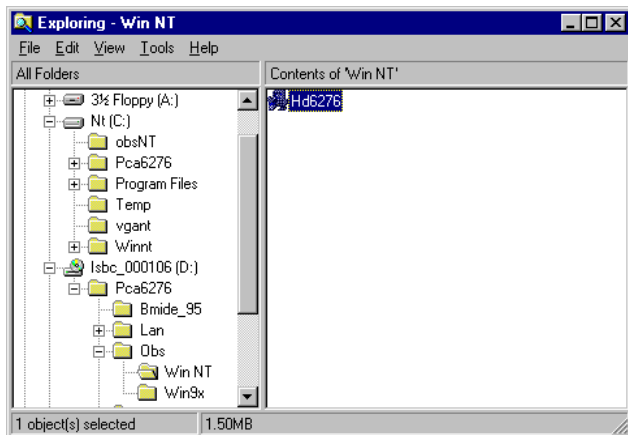 Exploring - Win NT
File Edit View Tools Help
All Folders
Contents of 'Win NT'
3½ Floppy (A:)
Nt (C:)
obsNT
Pca6276
Program Files
Temp
vgant
Winnt
Isbc_000106 (D:)
Pca6276
Bmide_95
Lan
Obs
Win NT
Win9x
Hd6276
1 object(s) selected
1.50MB